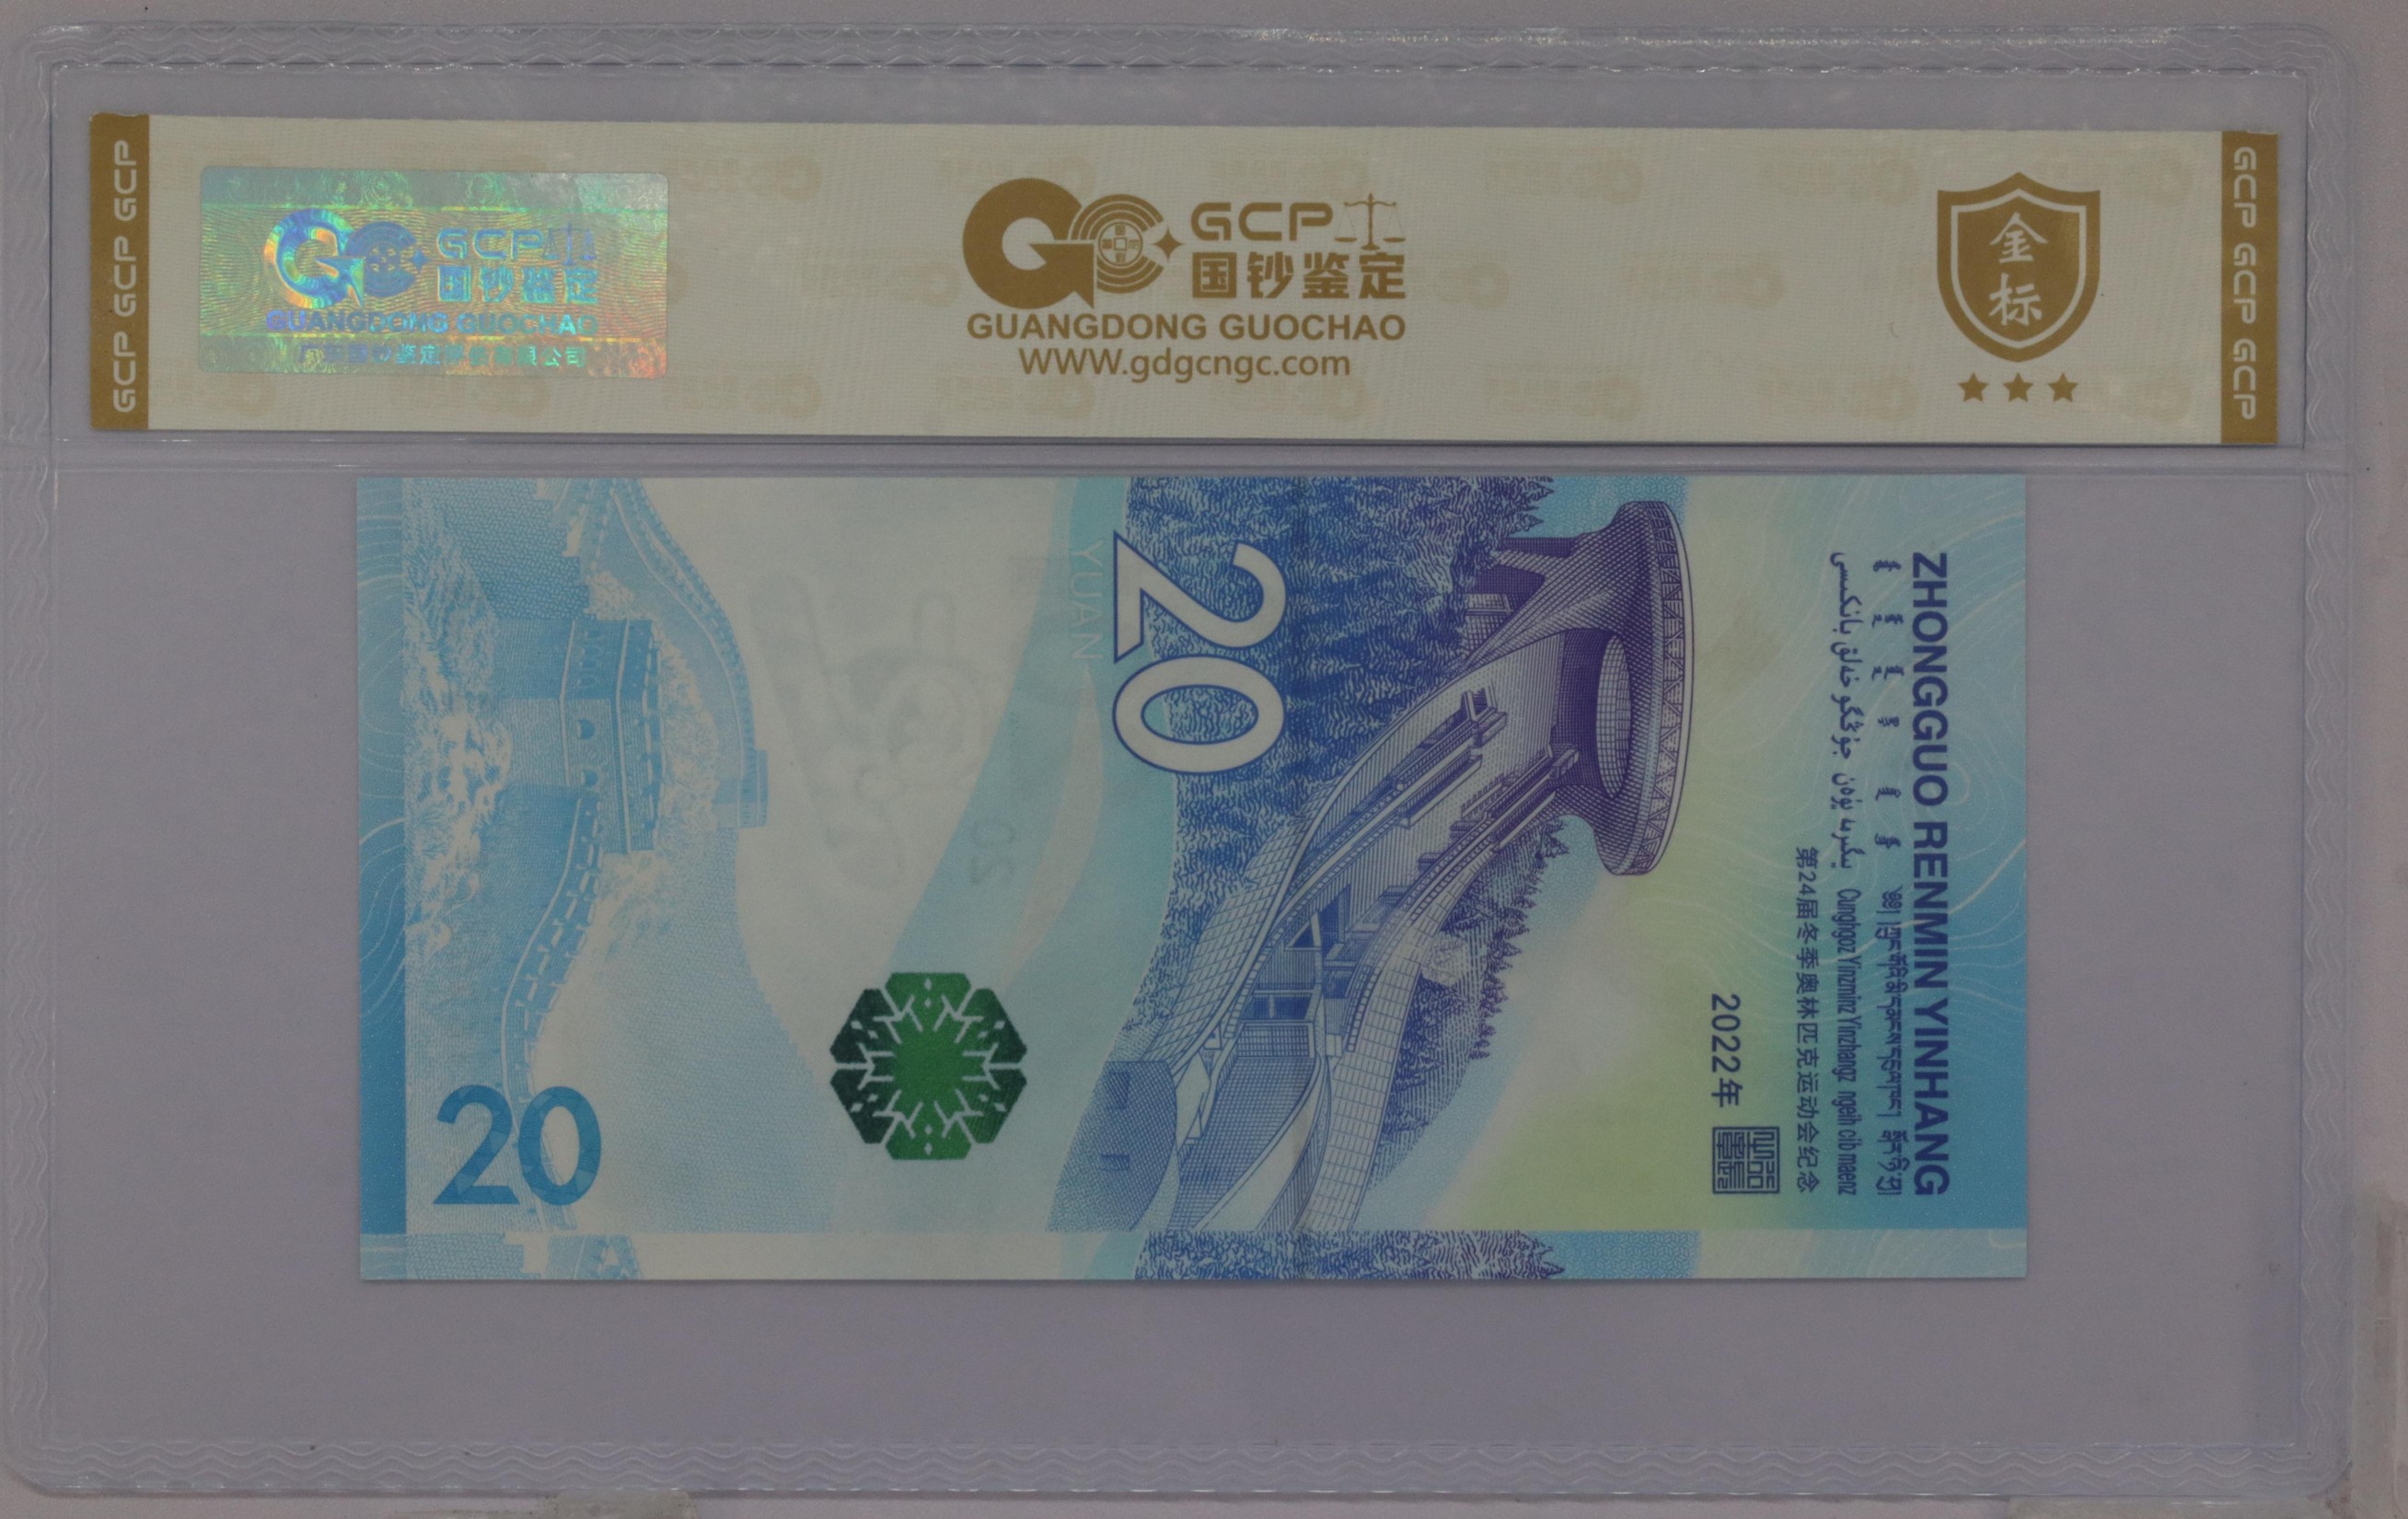 GCP GCP GCP
GCP
国钞鉴定
GUANGDONG GUOCHAO
GCP
国钞鉴定
GUANGDONG GUOCHAO
WWW.gdgcngc.com
金
标
GCP GCP GCP
ZHONGGUO RENMIN YINHANG
Cunghgoz Yinzminz Yinzhangz ngeih cib maenz
第24届冬季奥林匹克运动会纪念
2022年
20
YUAN
20